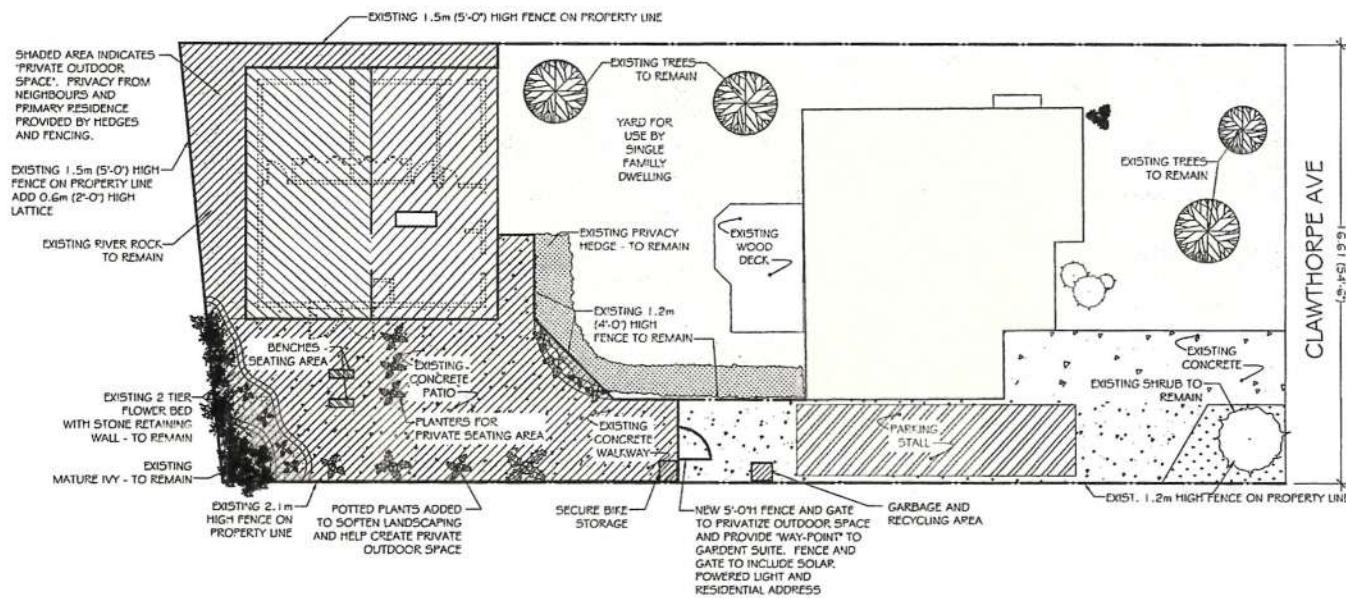 EXISTING 1.5m (5'-0") HIGH FENCE ON PROPERTY LINE
SHADED AREA INDICATES
"PRIVATE OUTDOOR
SPACE". PRIVACY FROM
NEIGHBOURS AND
PRIMARY RESIDENCE
PROVIDED BY HEDGES
AND FENCING.
EXISTING 1.5m (5'-0") HIGH
FENCE ON PROPERTY LINE
ADD 0.6m (2'-0") HIGH
LATTICE
EXISTING RIVER ROCK
TO REMAIN
EXISTING TREES
TO REMAIN
YARD FOR
USE BY
SINGLE
FAMILLY
DWELLING
EXISTING PRIVACY
HEDGE - TO REMAIN
EXISTING
WOOD
DECK
EXISTING 1.2m
(4'-0") HIGH
FENCE TO REMAIN
EXISTING TREES
TO REMAIN
CLAWTHORPE AVE
16.61 (54'-6")
BENCHES
SEATING AREA
EXISTING
CONCRETE
PATIO
PLANTERS FOR
PRIVATE SEATING AREA
EXISTING
CONCRETE
WALKWAY
PARKING
STALL
EXISTING
CONCRETE
EXISTING SHRUB TO
REMAIN
EXISTING 2 TIER
FLOWER BED
WITH STONE RETAINING
WALL - TO REMAIN
EXISTING
MATURE IVY - TO REMAIN
EXISTING 2.1m
HIGH FENCE ON
PROPERTY LINE
POTTED PLANTS ADDED
TO SOFTEN LANDSCAPING
AND HELP CREATE PRIVATE
OUTDOOR SPACE
SECURE BIKE
STORAGE
NEW 5'-0"H FENCE AND GATE
TO PRIVATIZE OUTDOOR SPACE
AND PROVIDE "WAY-POINT" TO
GARDENT SUITE. FENCE AND
GATE TO INCLUDE SOLAR
POWERED LIGHT AND
RESIDENTIAL ADDRESS
GARBAGE AND
RECYCLING AREA
EXIST. 1.2m HIGH FENCE ON PROPERTY LINE